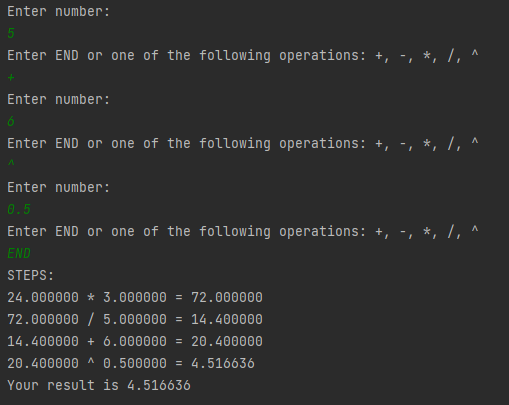 Enter number:
5
Enter END or one of the following operations: +, -, *, /, ^
+
Enter number:
6
Enter END or one of the following operations: +, -, *, /, ^
^
Enter number:
0.5
Enter END or one of the following operations: +, -, *, /, ^
END
STEPS:
24.000000 * 3.000000 = 72.000000
72.000000 / 5.000000 = 14.400000
14.400000 + 6.000000 = 20.400000
20.400000 ^ 0.500000 = 4.516636
Your result is 4.516636